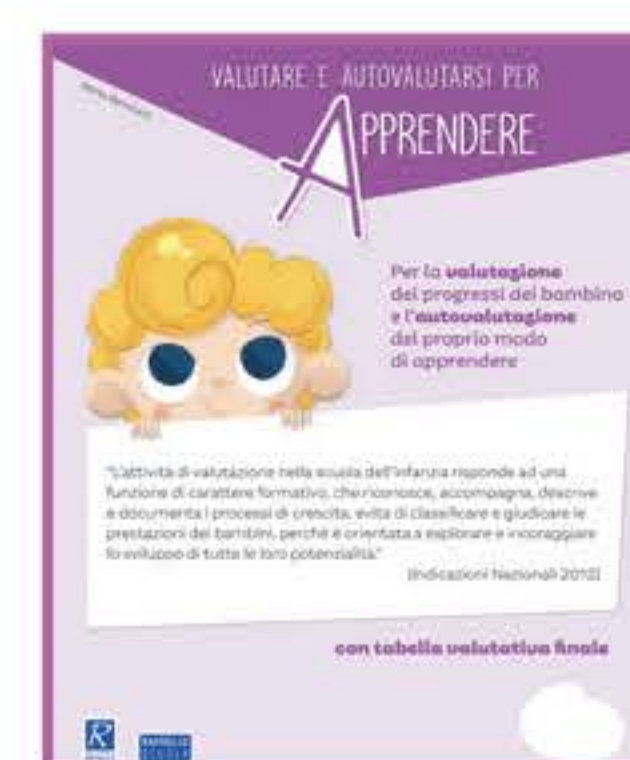 VALUTARE E AUTOVALUTARSI PER
APPRENDERE
Per la valutazione
dei progressi del bambino
e l'autovalutazione
del proprio modo
di apprendere
"L'attività di valutazione nella scuola dell'infanzia risponde ad una
funzione di carattere formativo, che riconosce, accompagna, descrive
e documenta i processi di crescita, evita di classificare e giudicare le
prestazioni dei bambini, perché è orientata a esplorare e incoraggiare
lo sviluppo di tutte le loro potenzialità."
(Indicazioni Nazionali 2012)
con tabella valutativa finale
R
RAFFAELLO
SCUOLA